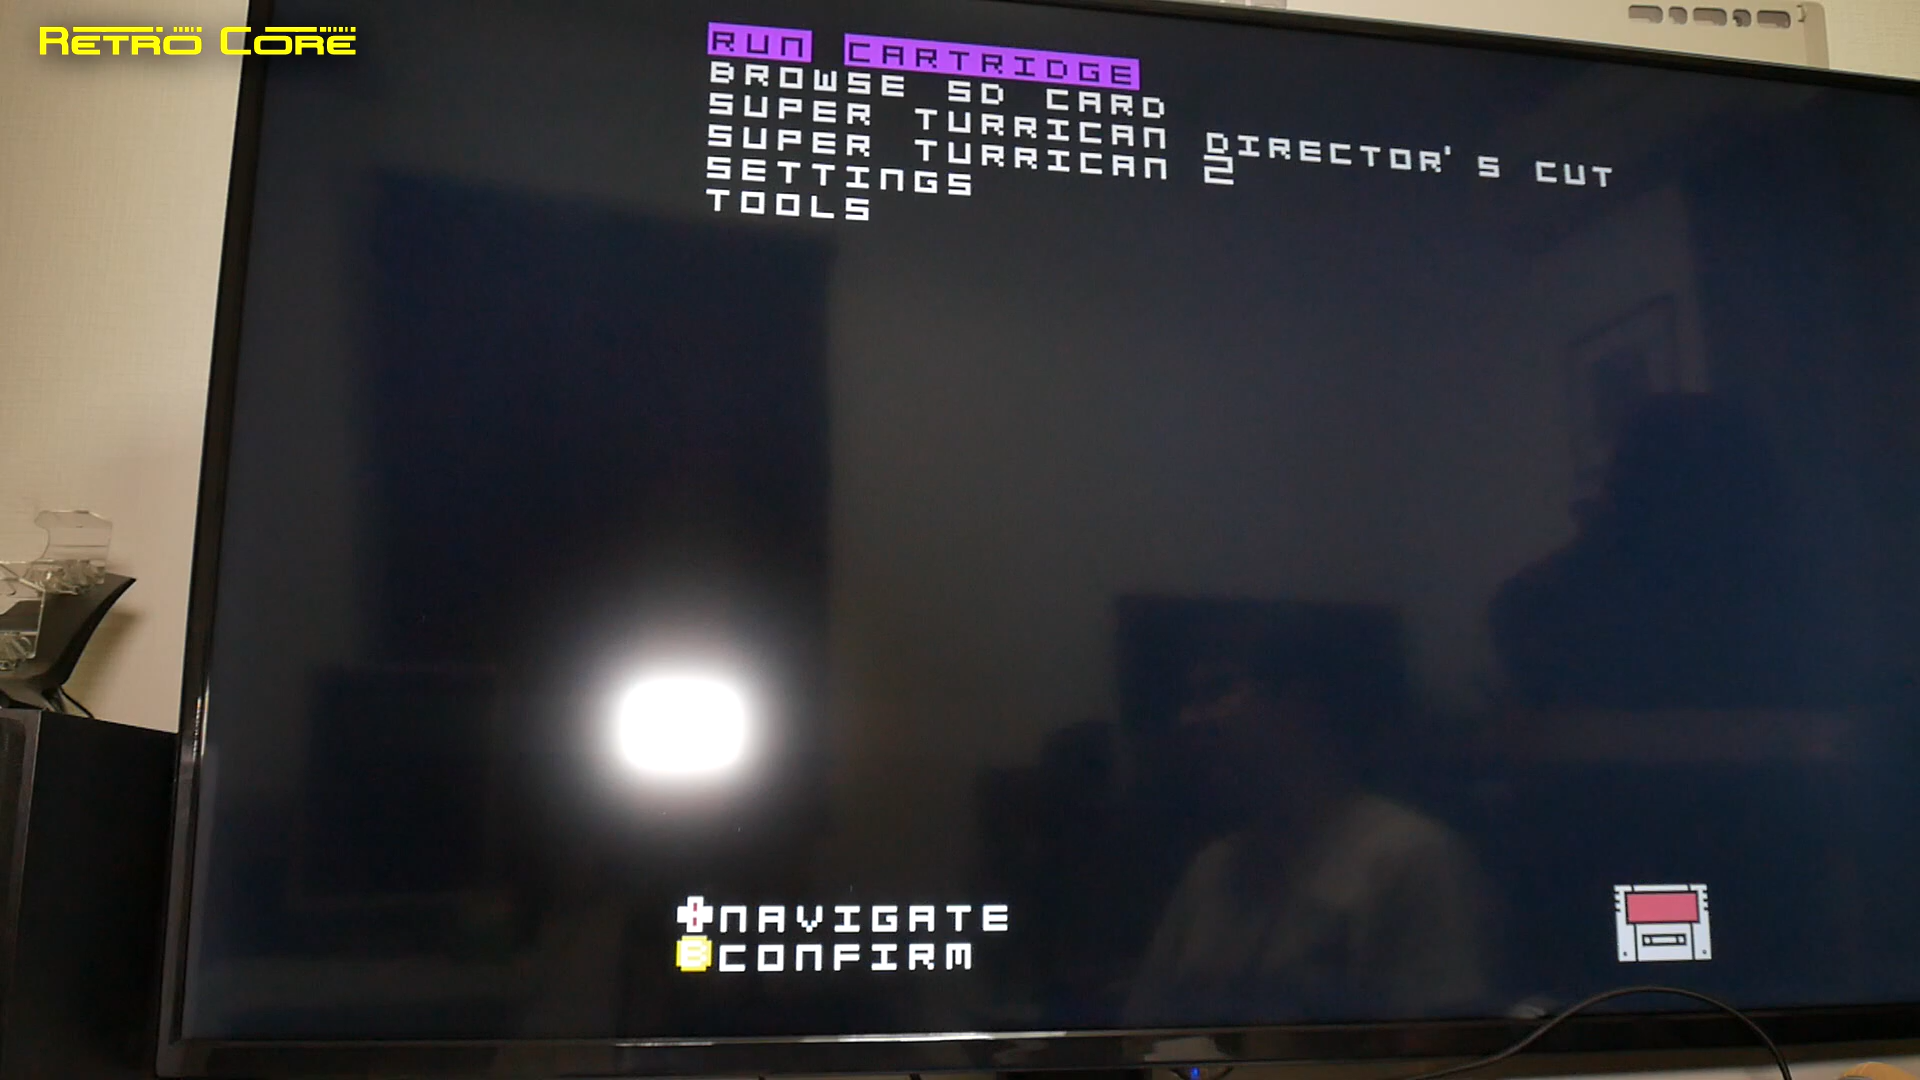 RETRO CORE
RUN CARTRIDGE
BROWSE SD CARD
SUPER TURRICAN DIRECTOR'S CUT
SUPER TURRICAN 2
SETTINGS
TOOLS
NAVIGATE
B CONFIRM